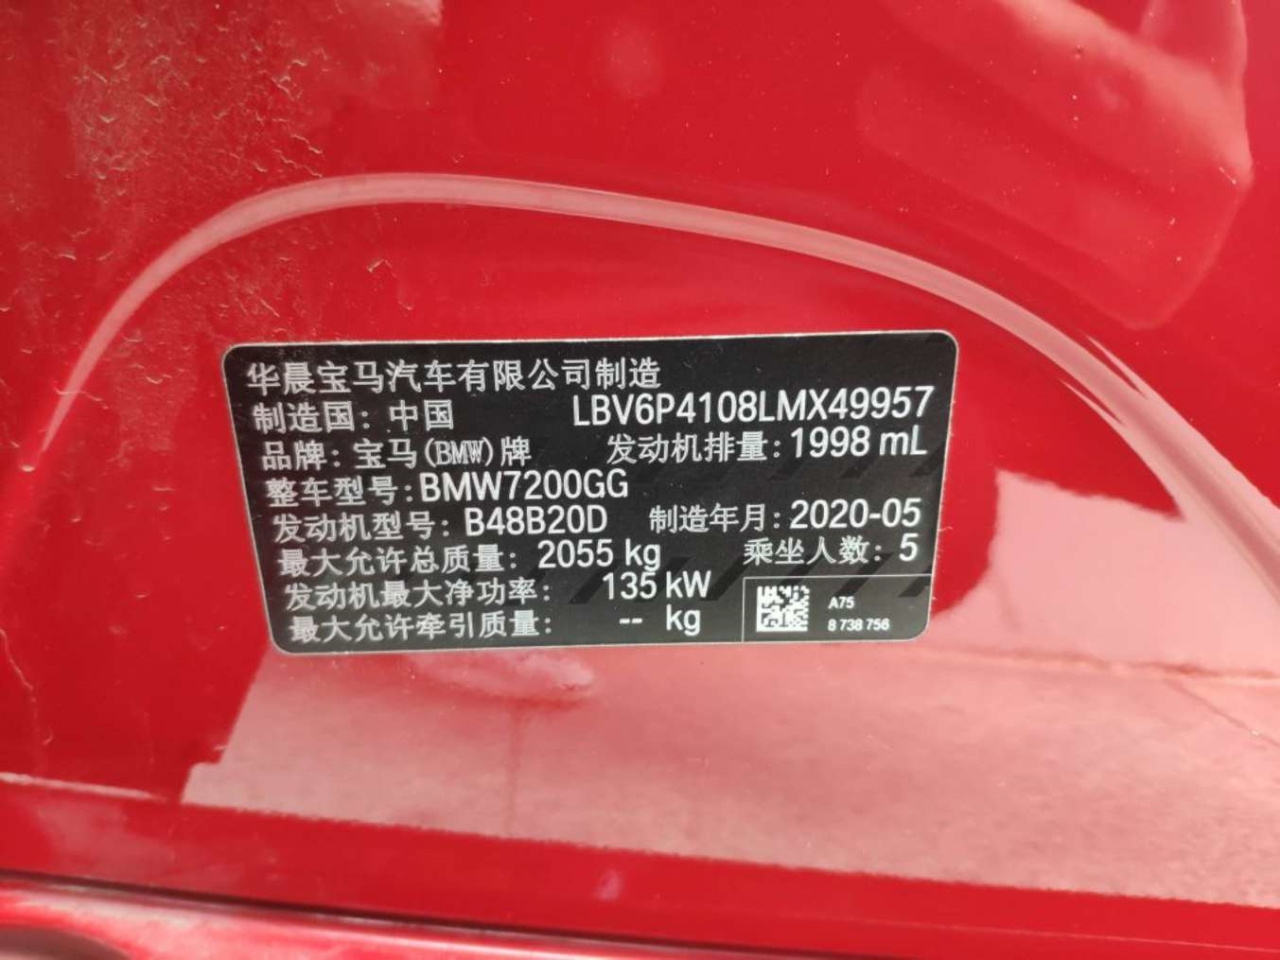 华晨宝马汽车有限公司制造
制造国：中国 LBV6P4108LMX49957
品牌：宝马(BMW)牌 发动机排量：1998 mL
整车型号：BMW7200GG
发动机型号：B48B20D 制造年月：2020-05
最大允许总质量：2055 kg 乘坐人数：5
发动机最大净功率：135 kW
最大允许牵引质量：-- kg
A75
8 738 756